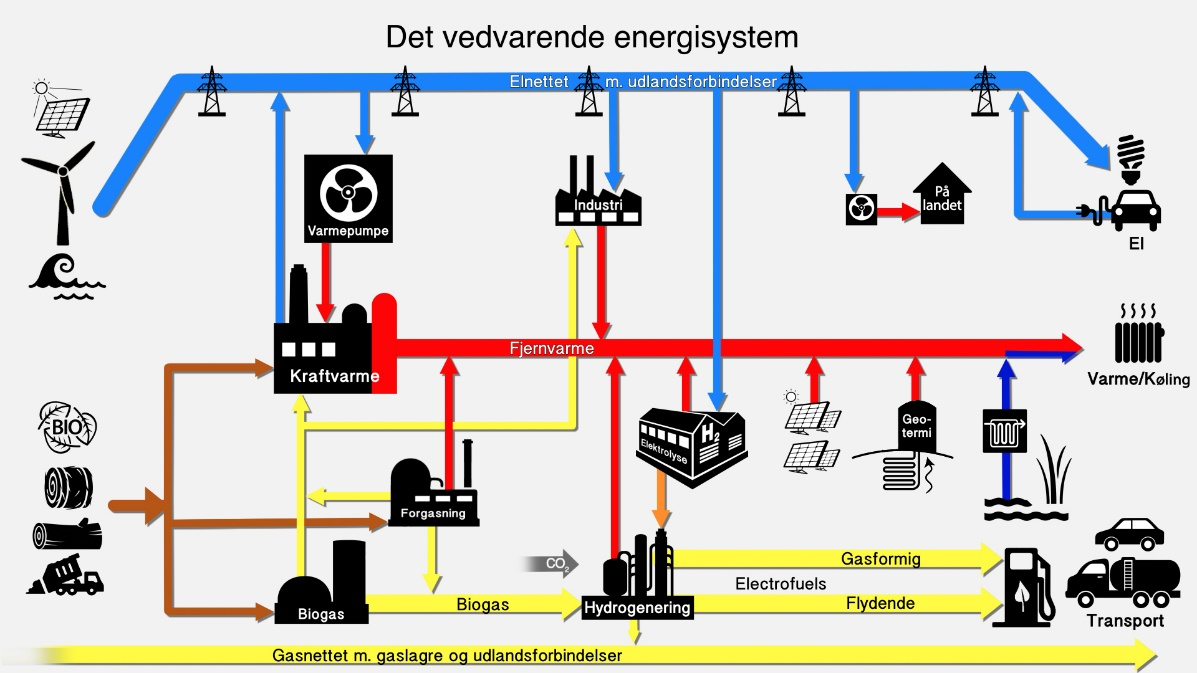 Det vedvarende energisystem
Elnettet m. udlandsforbindelser
Varmepumpe
Industri
På
landet
El
Fjernvarme
Kraftvarme
Varme/Køling
BIO
Elektrolyse
H2
Geo-
termi
Forgasning
CO2
Gasformig
Electrofuels
Biogas
Biogas
Hydrogenering
Flydende
Transport
Gasnettet m. gaslagre og udlandsforbindelser